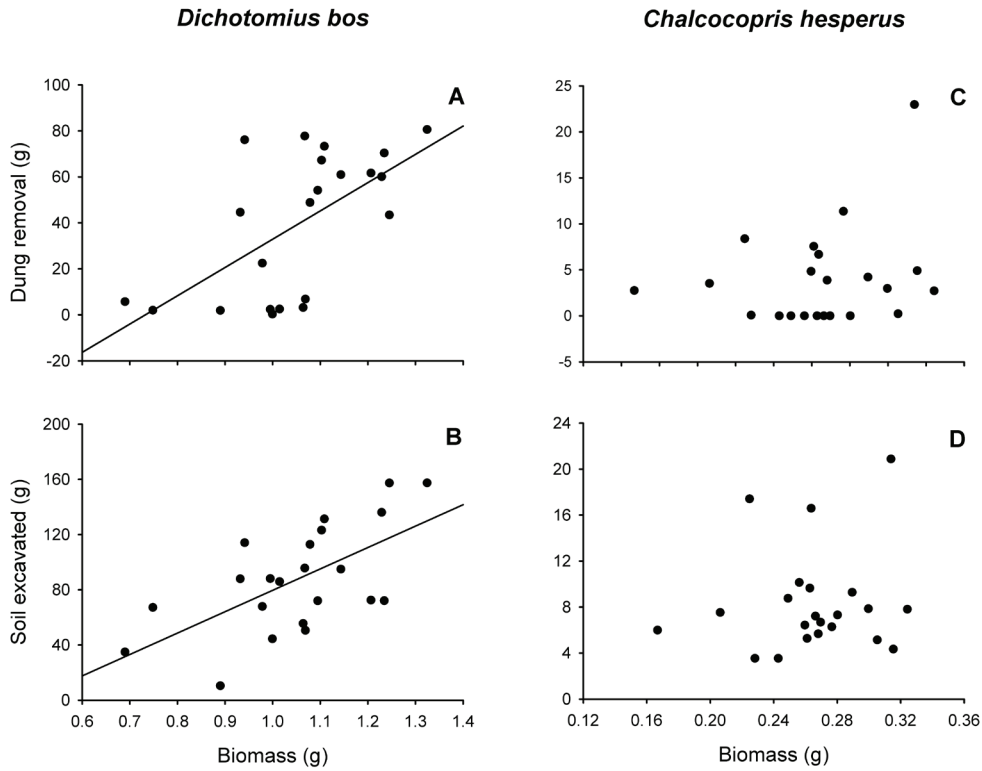 Dichotomius bos
Chalcocopris hesperus
A
Dung removal (g)
100
80
60
40
20
0
-20
C
25
20
15
10
5
0
-5
B
Soil excavated (g)
200
160
120
80
40
0
0.6 0.7 0.8 0.9 1.0 1.1 1.2 1.3 1.4
Biomass (g)
D
24
20
16
12
8
4
0
0.12 0.16 0.20 0.24 0.28 0.32 0.36
Biomass (g)